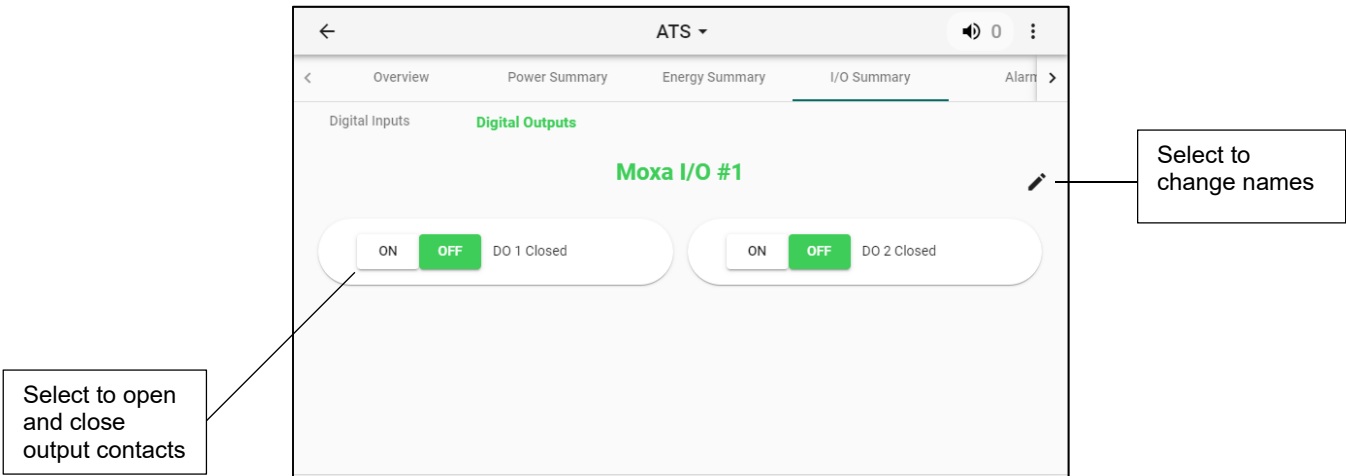 ATS
0
Overview
Power Summary
Energy Summary
I/O Summary
Alarm
Digital Inputs
Digital Outputs
Moxa I/O #1
Select to
change names
ON
OFF
DO 1 Closed
ON
OFF
DO 2 Closed
Select to open
and close
output contacts